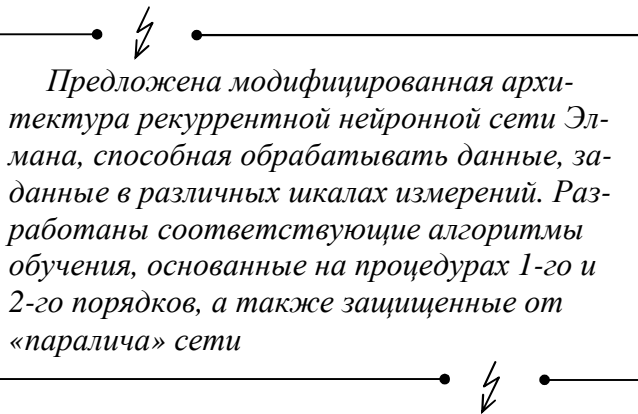 Предложена модифицированная архи-
тектура рекуррентной нейронной сети Эл-
мана, способная обрабатывать данные, за-
данные в различных шкалах измерений. Раз-
работаны соответствующие алгоритмы
обучения, основанные на процедурах 1-го и
2-го порядков, а также защищенные от
«паралича» сети